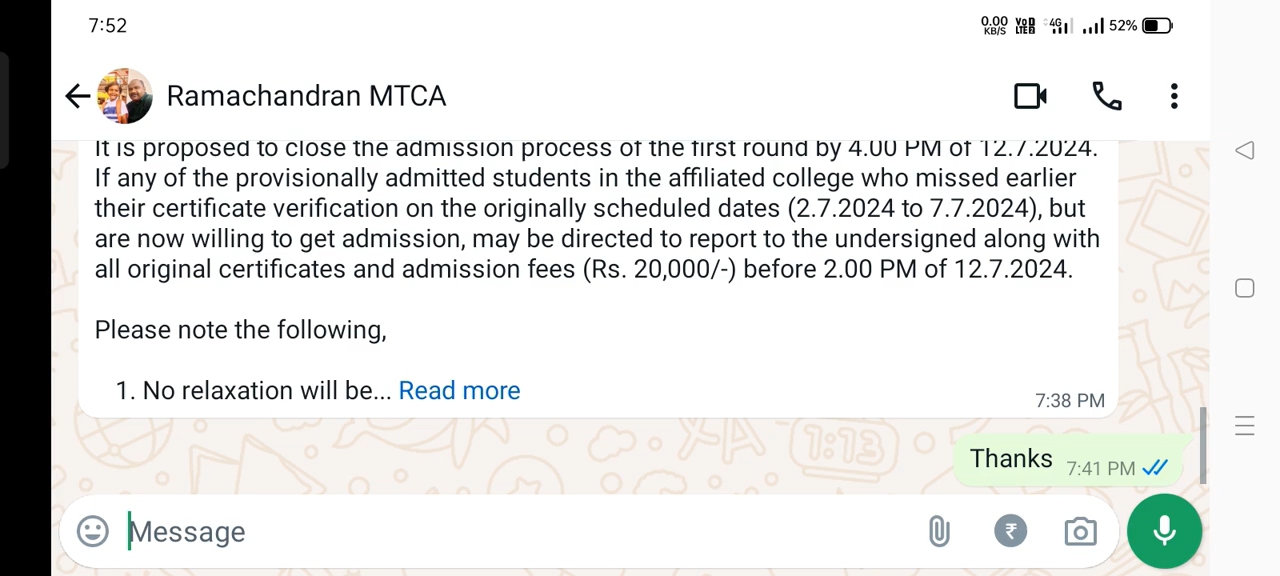 7:52
0.00 KB/S VoD LTE2 4G 52%
Ramachandran MTCA
It is proposed to close the admission process of the first round by 4.00 PM of 12.7.2024.
If any of the provisionally admitted students in the affiliated college who missed earlier
their certificate verification on the originally scheduled dates (2.7.2024 to 7.7.2024), but
are now willing to get admission, may be directed to report to the undersigned along with
all original certificates and admission fees (Rs. 20,000/-) before 2.00 PM of 12.7.2024.
Please note the following,
1. No relaxation will be... Read more
7:38 PM
Thanks 7:41 PM
Message